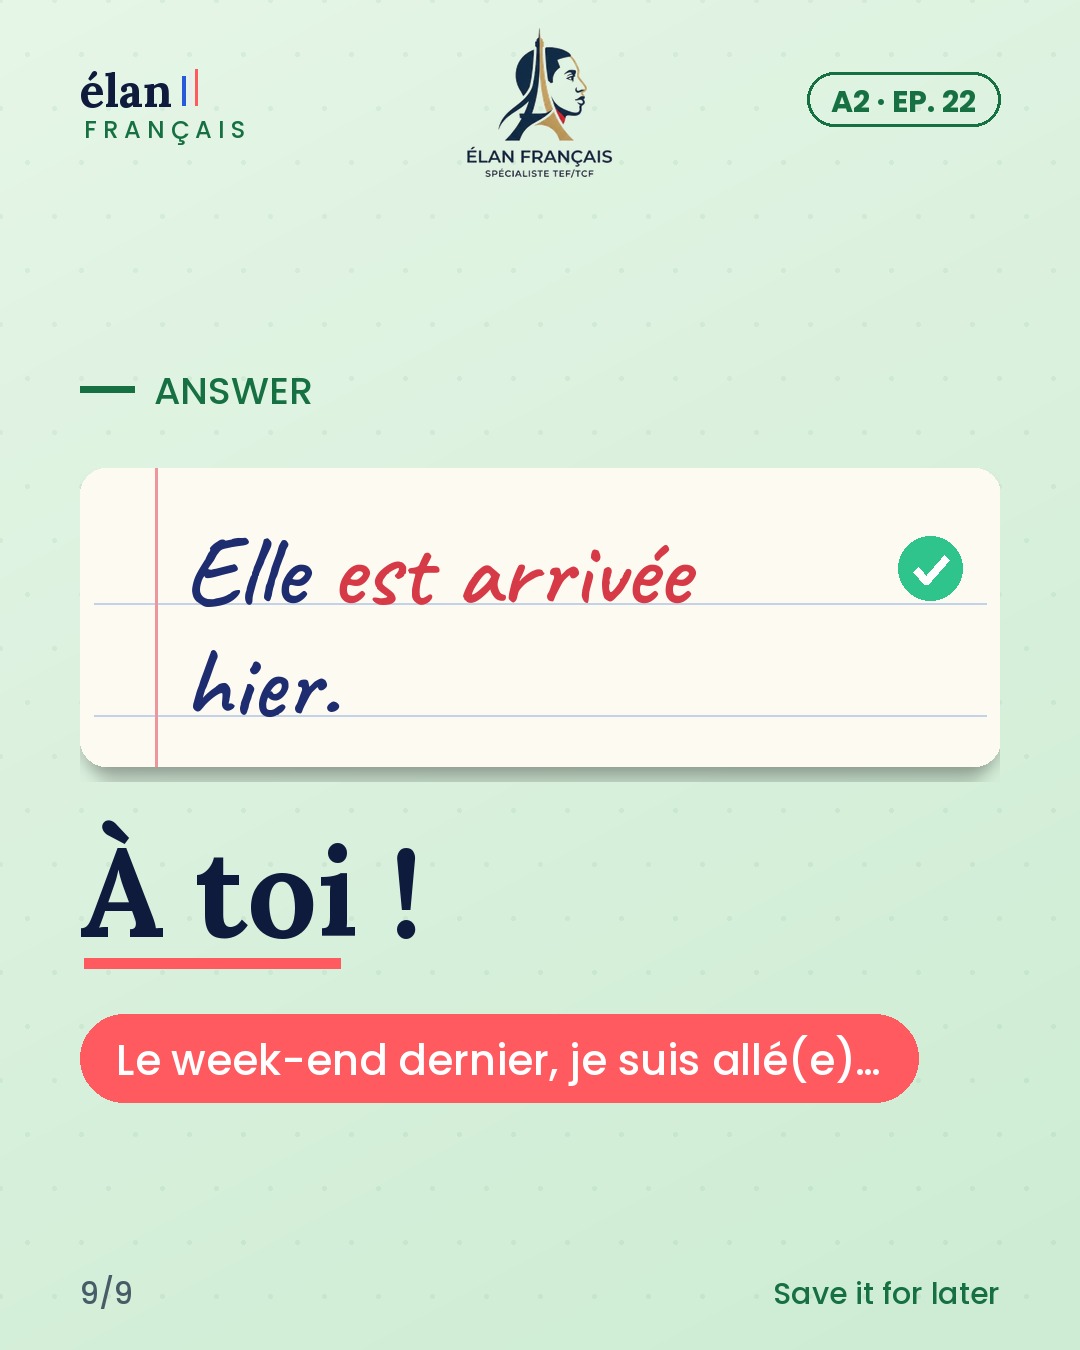 élan
FRANÇAIS
ÉLAN FRANÇAIS
SPÉCIALISTE TEF/TCF
A2 · EP. 22
ANSWER
Elle est arrivée
hier.
À toi !
Le week-end dernier, je suis allé(e)...
9/9
Save it for later